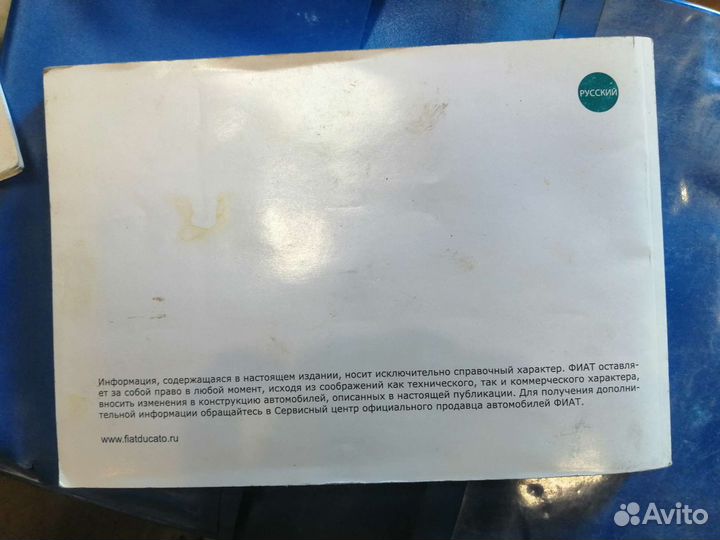 РУССКИЙ
Информация, содержащаяся в настоящем издании, носит исключительно справочный характер. ФИАТ оставля-
ет за собой право в любой момент, исходя из соображений как технического, так и коммерческого характера,
вносить изменения в конструкцию автомобилей, описанных в настоящей публикации. Для получения дополни-
тельной информации обращайтесь в Сервисный центр официального продавца автомобилей ФИАТ.
www.fiatducato.ru
Avito